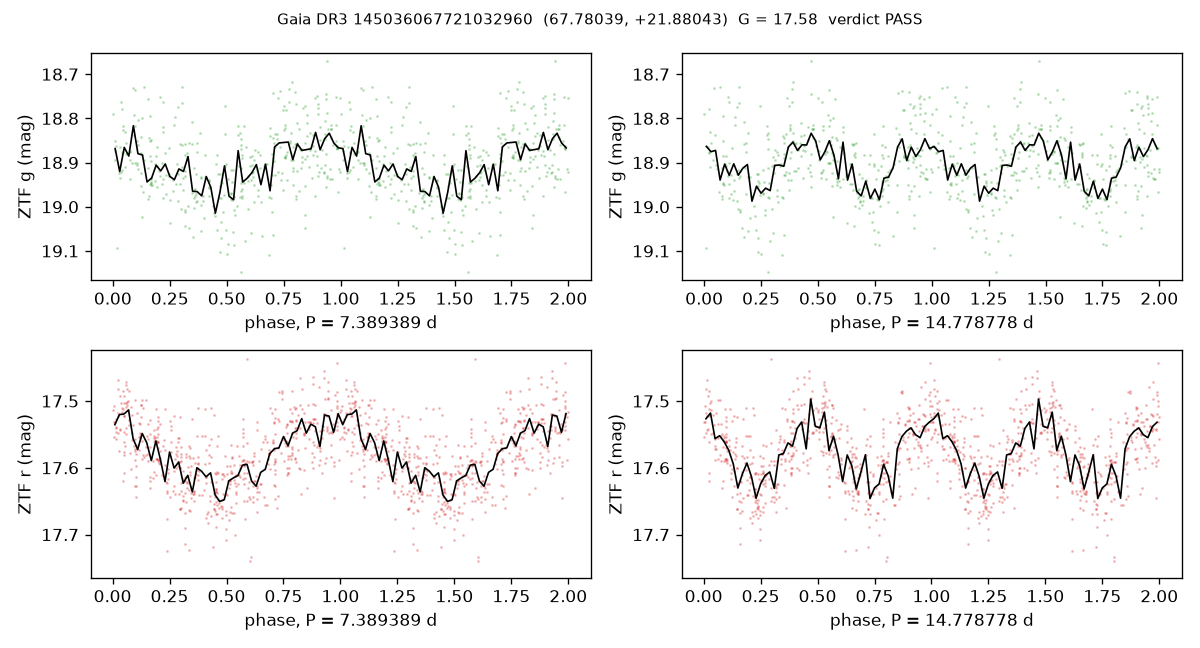 Gaia DR3 145036067721032960 (67.78039, +21.88043) G = 17.58 verdict PASS
ZTF g (mag)
18.7
18.8
18.9
19.0
19.1
0.00 0.25 0.50 0.75 1.00 1.25 1.50 1.75 2.00
phase, P = 7.389389 d
ZTF g (mag)
18.7
18.8
18.9
19.0
19.1
0.00 0.25 0.50 0.75 1.00 1.25 1.50 1.75 2.00
phase, P = 14.778778 d
ZTF r (mag)
17.5
17.6
17.7
0.00 0.25 0.50 0.75 1.00 1.25 1.50 1.75 2.00
phase, P = 7.389389 d
ZTF r (mag)
17.5
17.6
17.7
0.00 0.25 0.50 0.75 1.00 1.25 1.50 1.75 2.00
phase, P = 14.778778 d